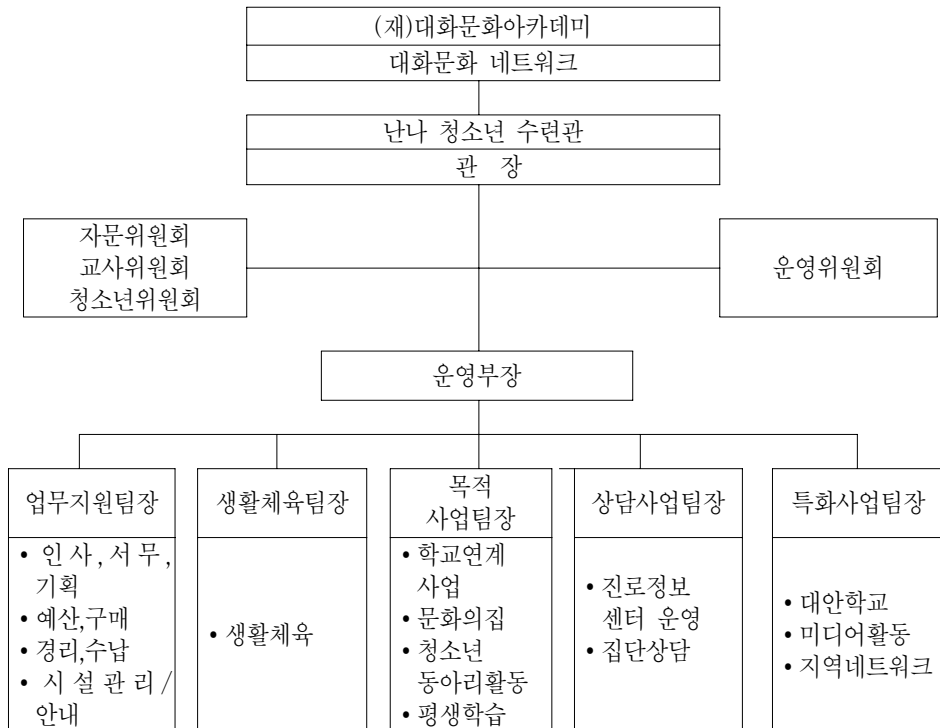 (재)대화문화아카데미
대화문화 네트워크
난나 청소년 수련관
관 장
자문위원회
교사위원회
청소년위원회
운영위원회
운영부장
업무지원팀장
• 인사,서무,
기획
• 예산,구매
• 경리,수납
• 시설관리/
안내
생활체육팀장
• 생활체육
목적
사업팀장
• 학교연계
사업
• 문화의집
• 청소년
동아리활동
• 평생학습
상담사업팀장
• 진로정보
센터 운영
• 집단상담
특화사업팀장
• 대안학교
• 미디어활동
• 지역네트워크